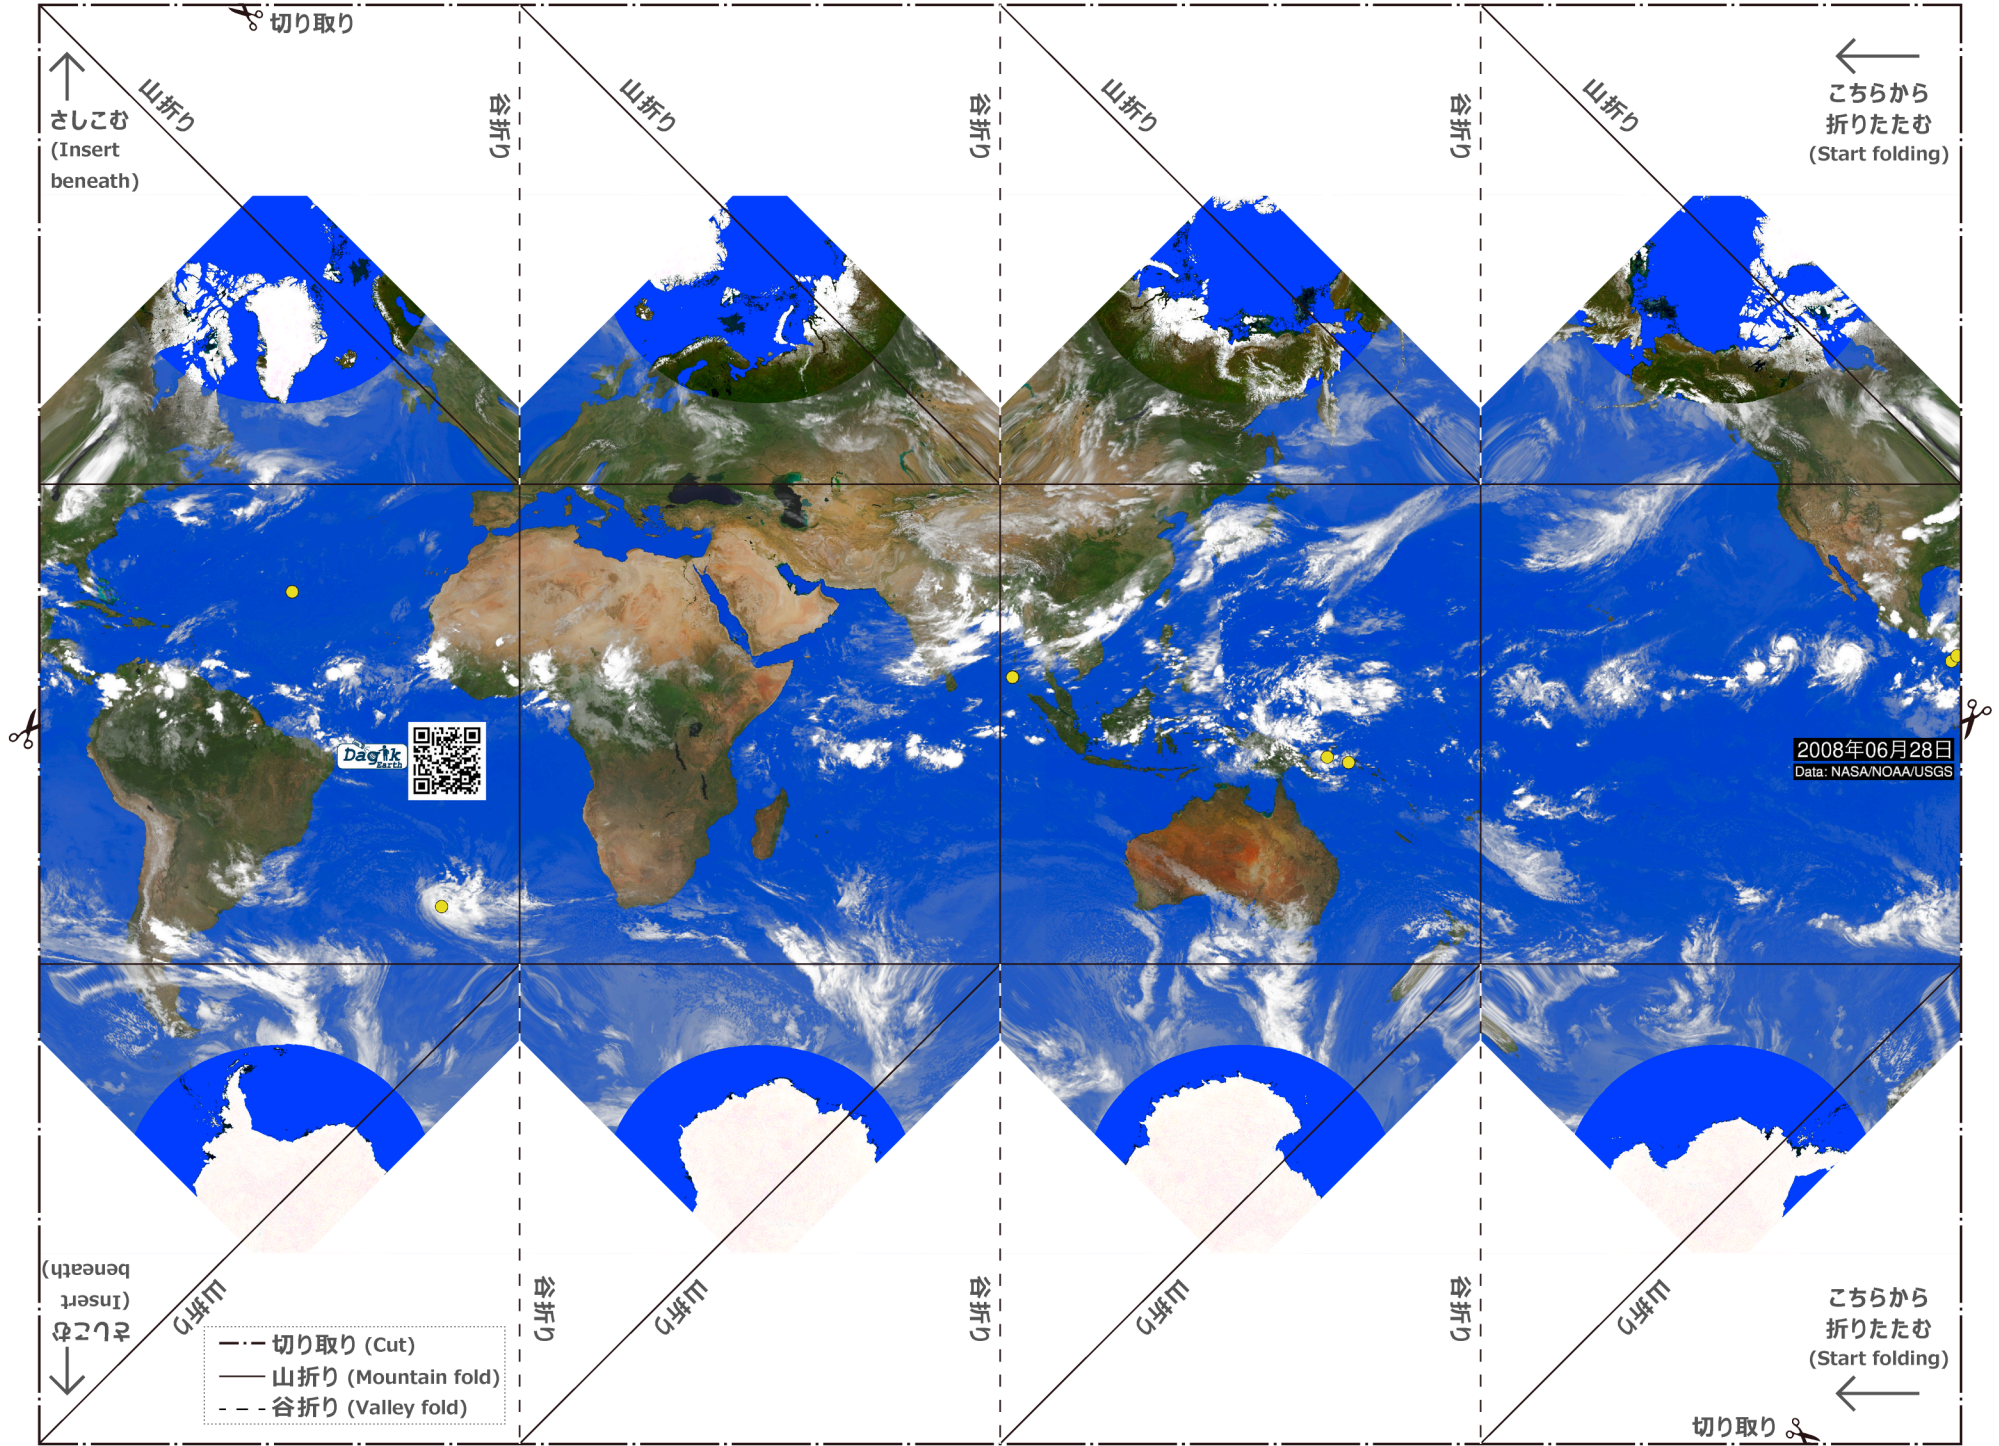 切り取り
さしこむ
(Insert
beneath)
山折り
谷折り
山折り
谷折り
山折り
谷折り
山折り
こちらから
折りたたむ
(Start folding)
Dagik
Earth
2008年06月28日
Data: NASA/NOAA/USGS
さしこむ
(Insert
beneath)
山折り
谷折り
山折り
谷折り
山折り
谷折り
山折り
こちらから
折りたたむ
(Start folding)
切り取り (Cut)
山折り (Mountain fold)
谷折り (Valley fold)
切り取り